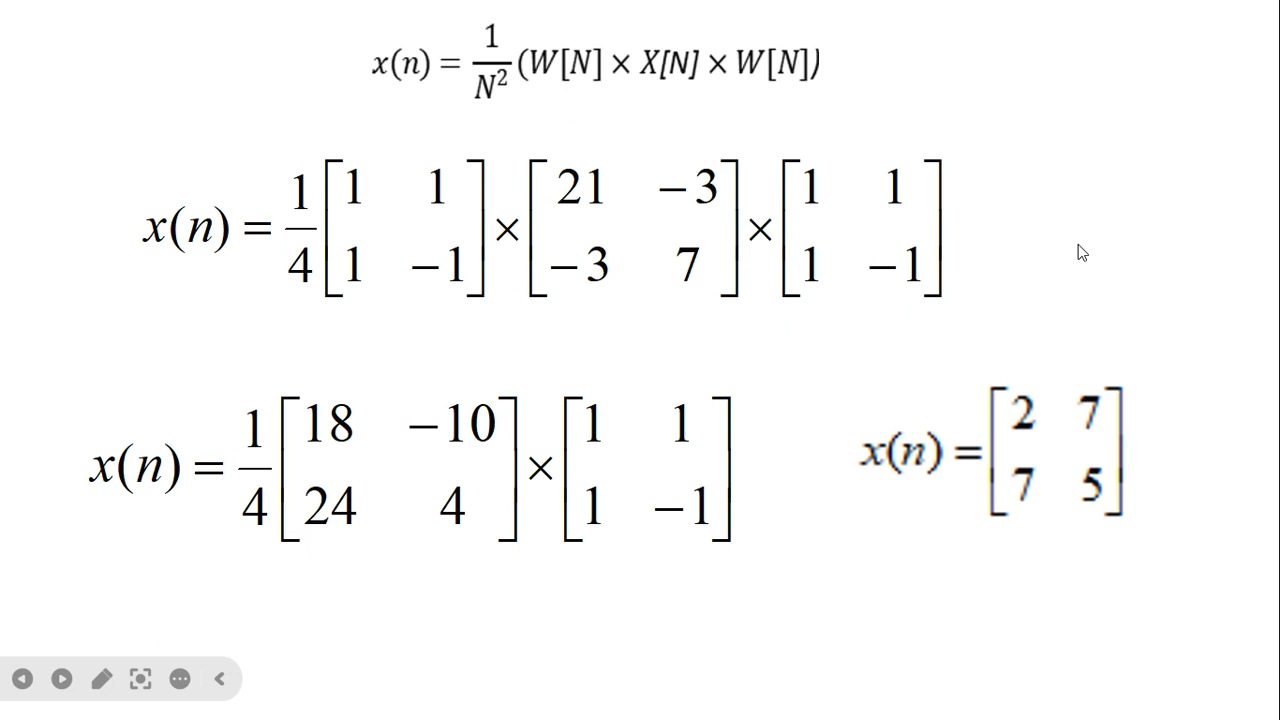 x(n) = 1/N² (W[N] × X[N] × W[N])
x(n) = 1/4 [1 1; 1 −1] × [21 −3; −3 7] × [1 1; 1 −1]
x(n) = 1/4 [18 −10; 24 4] × [1 1; 1 −1]
x(n) = [2 7; 7 5]